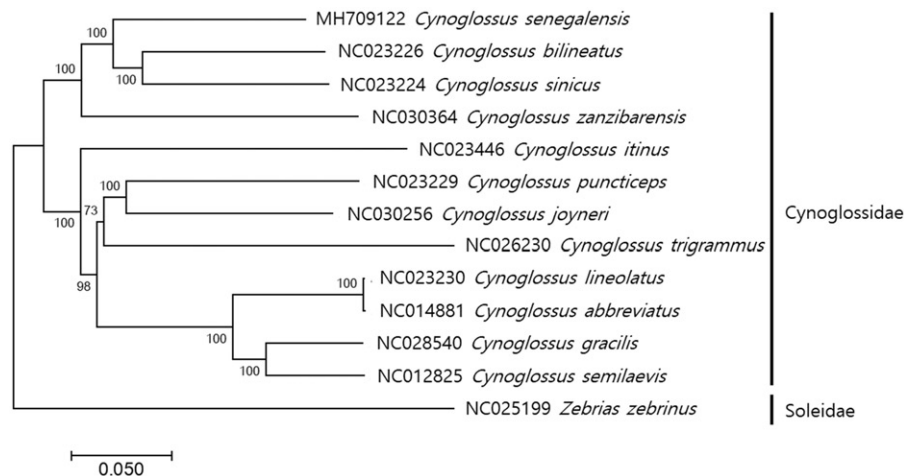 MH709122 Cynoglossus senegalensis
100
NC023226 Cynoglossus bilineatus
100
100
NC023224 Cynoglossus sinicus
NC030364 Cynoglossus zanzibarensis
NC023446 Cynoglossus itinus
NC023229 Cynoglossus puncticeps
100
73
NC030256 Cynoglossus joyneri
Cynoglossidae
100
NC026230 Cynoglossus trigrammus
NC023230 Cynoglossus lineolatus
100
98
NC014881 Cynoglossus abbreviatus
100
NC028540 Cynoglossus gracilis
100
NC012825 Cynoglossus semilaevis
NC025199 Zebrias zebrinus
Soleidae
0.050